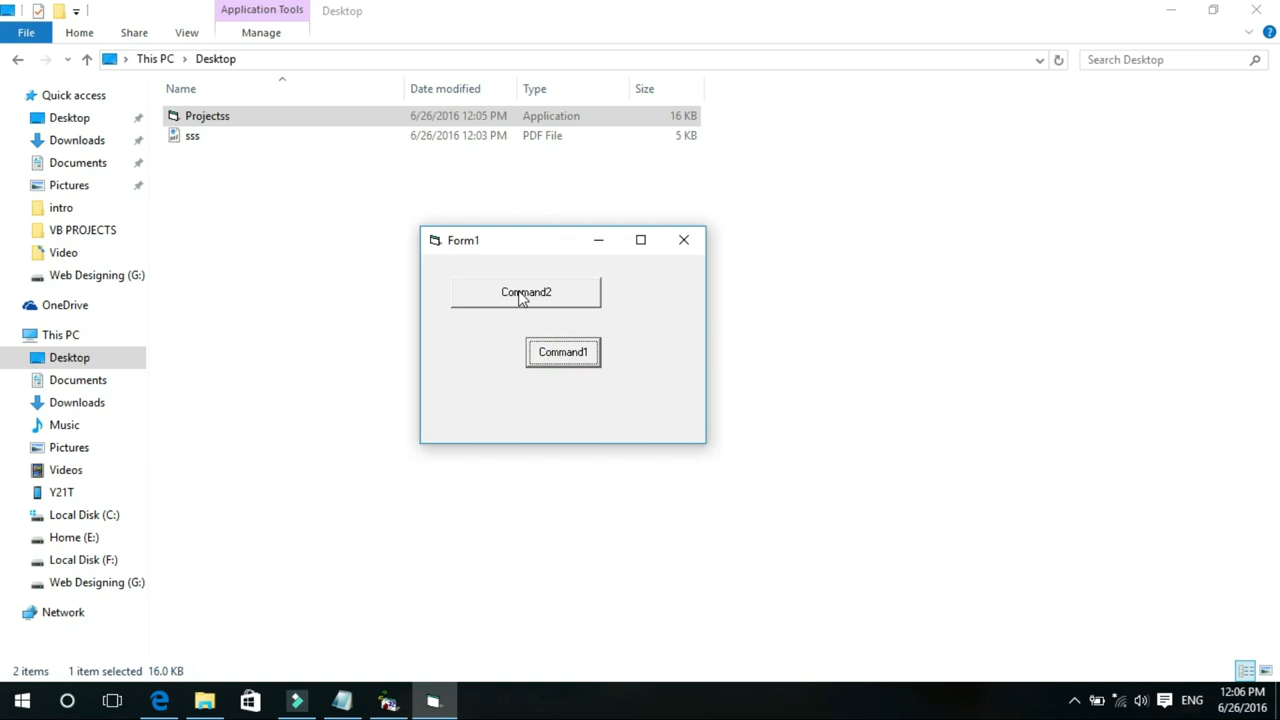 Application Tools Desktop
File Home Share View Manage
This PC Desktop Search Desktop
Name Date modified Type Size
Projectss 6/26/2016 12:05 PM Application 16 KB
sss 6/26/2016 12:03 PM PDF File 5 KB
Quick access
Desktop
Downloads
Documents
Pictures
intro
VB PROJECTS
Video
Web Designing (G:)
OneDrive
This PC
Desktop
Documents
Downloads
Music
Pictures
Videos
Y21T
Local Disk (C:)
Home (E:)
Local Disk (F:)
Web Designing (G:)
Network
Form1
Command2
Command1
2 items 1 item selected 16.0 KB
ENG 12:06 PM
6/26/2016